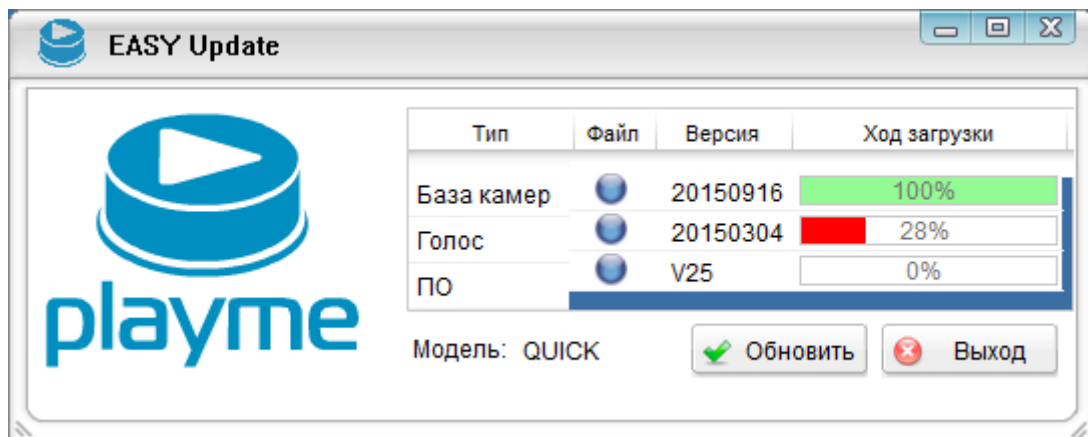 EASY Update
playme
Тип Файл Версия Ход загрузки
База камер 20150916 100%
Голос 20150304 28%
ПО V25 0%
Модель: QUICK Обновить Выход